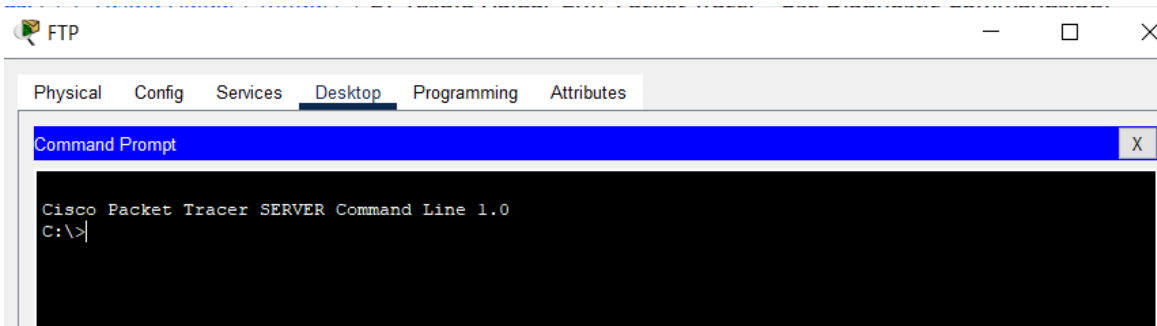 FTP
Physical Config Services Desktop Programming Attributes
Command Prompt X
Cisco Packet Tracer SERVER Command Line 1.0
C:\>